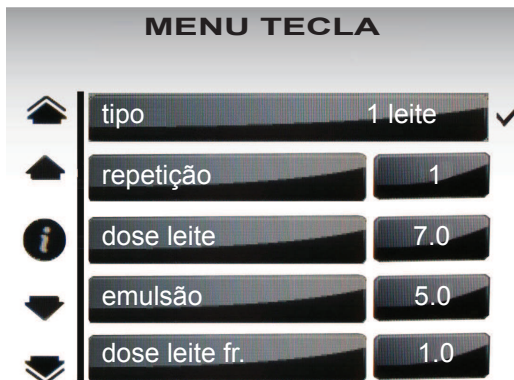 MENU TECLA
tipo 1 leite
repetição 1
i
dose leite 7.0
emulsão 5.0
dose leite fr. 1.0